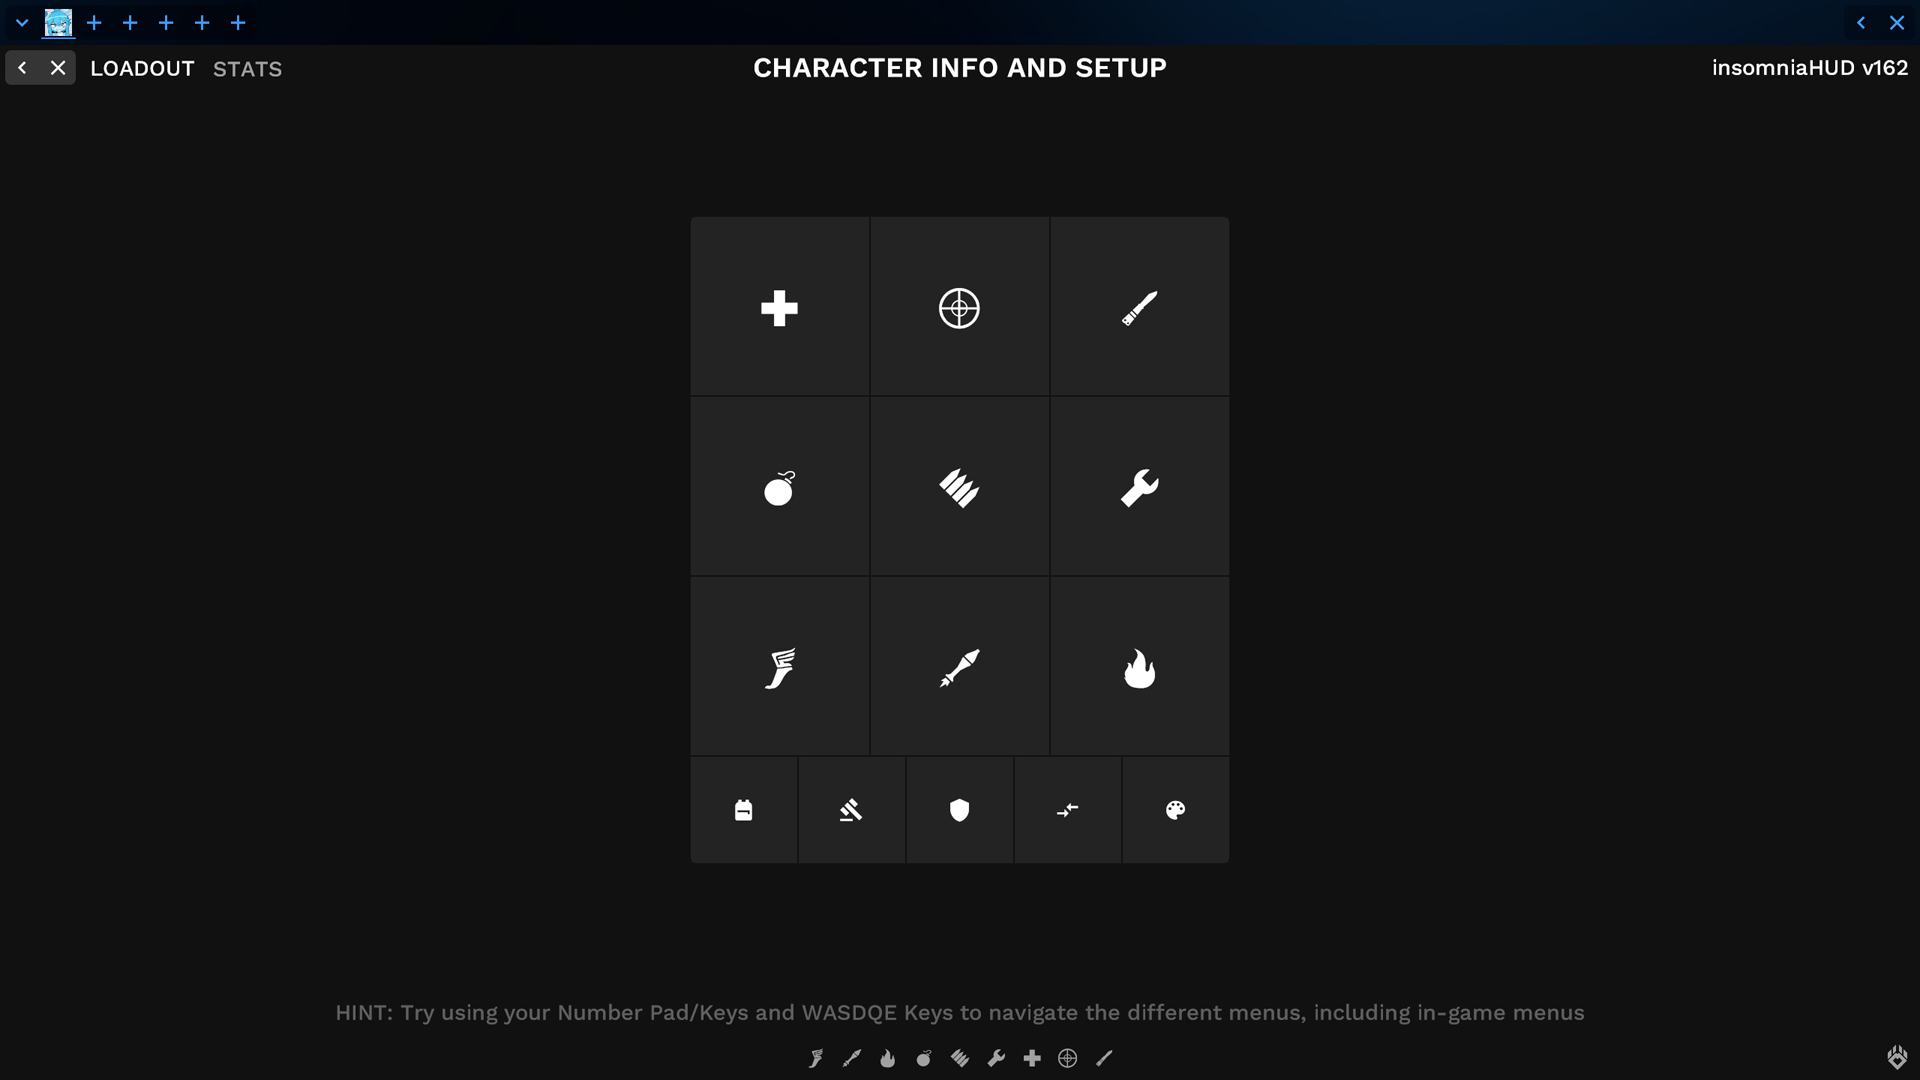 LOADOUT STATS
CHARACTER INFO AND SETUP
insomniaHUD v162
HINT: Try using your Number Pad/Keys and WASDQE Keys to navigate the different menus, including in-game menus